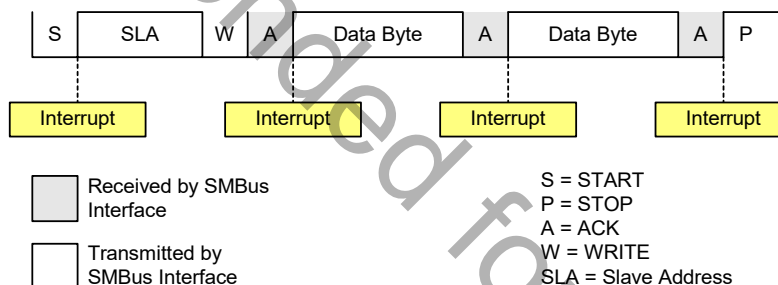 S SLA W A Data Byte A Data Byte A P
Interrupt Interrupt Interrupt Interrupt
Received by SMBus
Interface
Transmitted by
SMBus Interface
S = START
P = STOP
A = ACK
W = WRITE
SLA = Slave Address